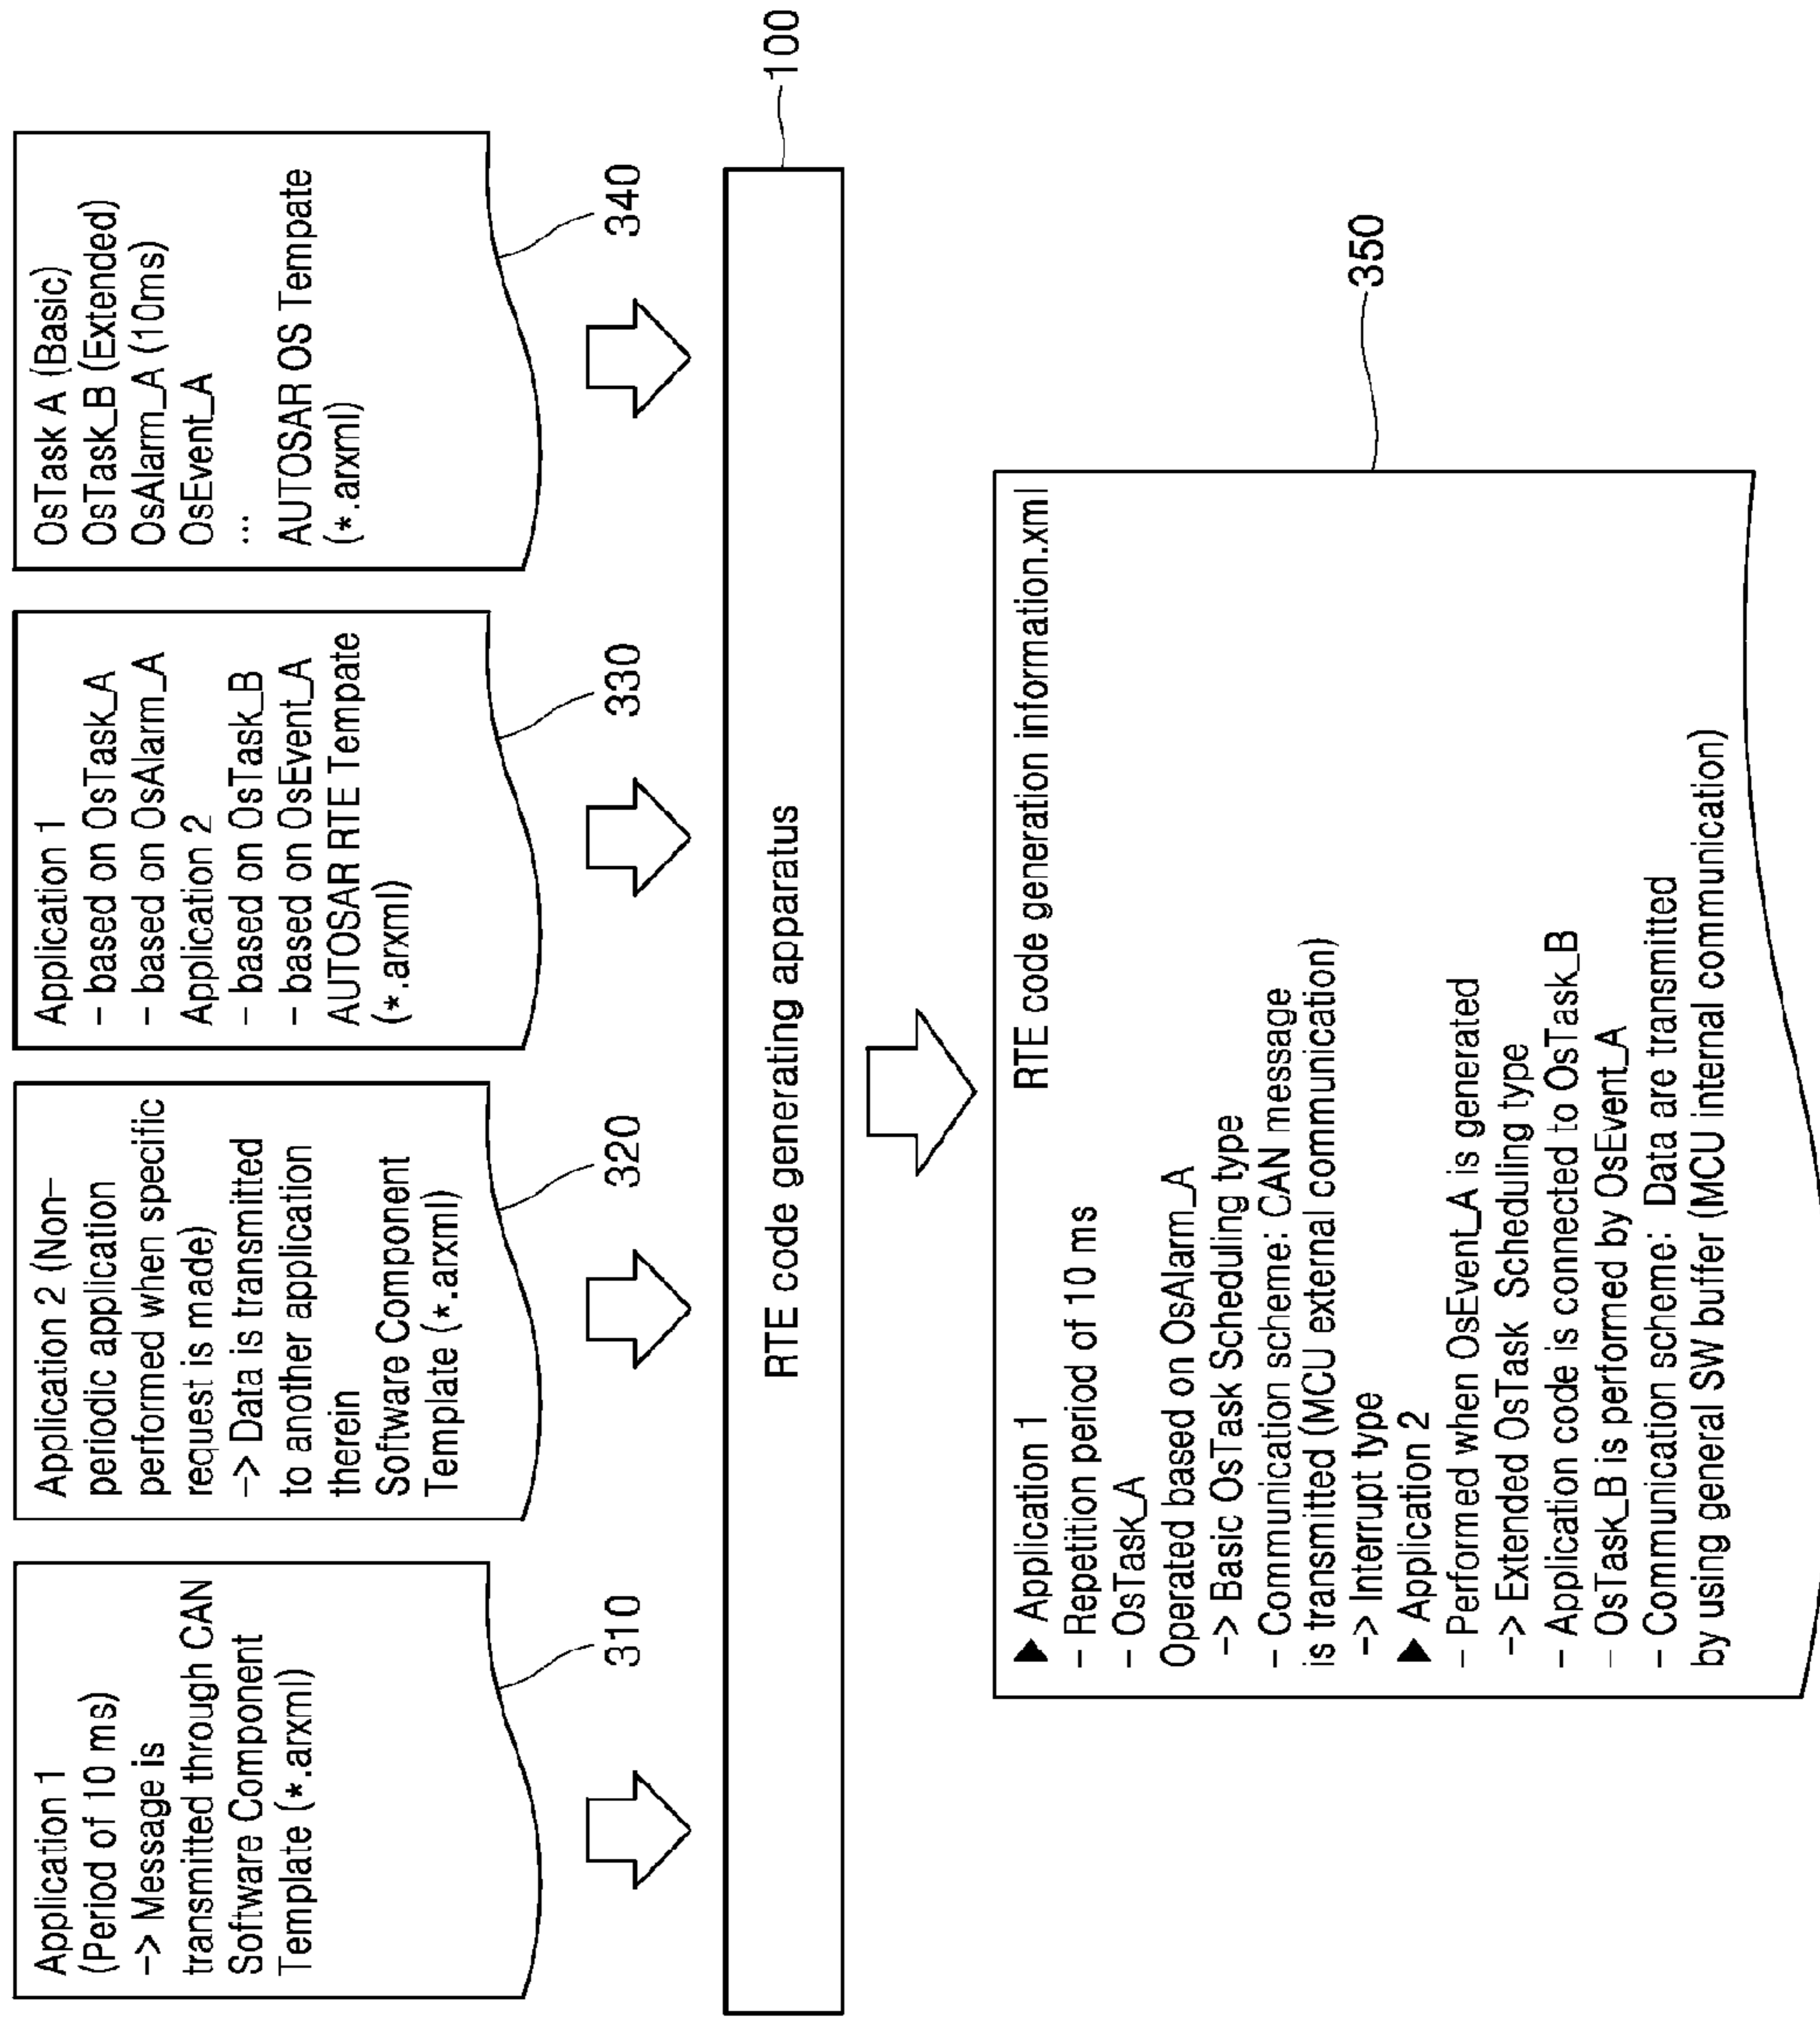 Application 1
(Period of 10 ms)
-> Message is
transmitted through CAN
Software Component
Template (*.arxml)
310
Application 2 (Non-
periodic application
performed when specific
request is made)
-> Data is transmitted
to another application
therein
Software Component
Template (*.arxml)
320
Application 1
- based on OsTask_A
- based on OsAlarm_A
Application 2
- based on OsTask_B
- based on OsEvent_A
AUTOSAR RTE Tempate
(*.arxml)
330
OsTask A (Basic)
OsTask_B (Extended)
OsAlarm_A (10ms)
OsEvent_A
...
AUTOSAR OS Tempate
(*.arxml)
340
RTE code generating apparatus
100
RTE code generation information.xml
▶ Application 1
- Repetition period of 10 ms
- OsTask_A
Operated based on OsAlarm_A
-> Basic OsTask Scheduling type
- Communication scheme: CAN message
is transmitted (MCU external communication)
-> Interrupt type
▶ Application 2
- Performed when OsEvent_A is generated
-> Extended OsTask Scheduling type
- Application code is connected to OsTask_B
- OsTask_B is performed by OsEvent_A
- Communication scheme: Data are transmitted
by using general SW buffer (MCU internal communication)
350